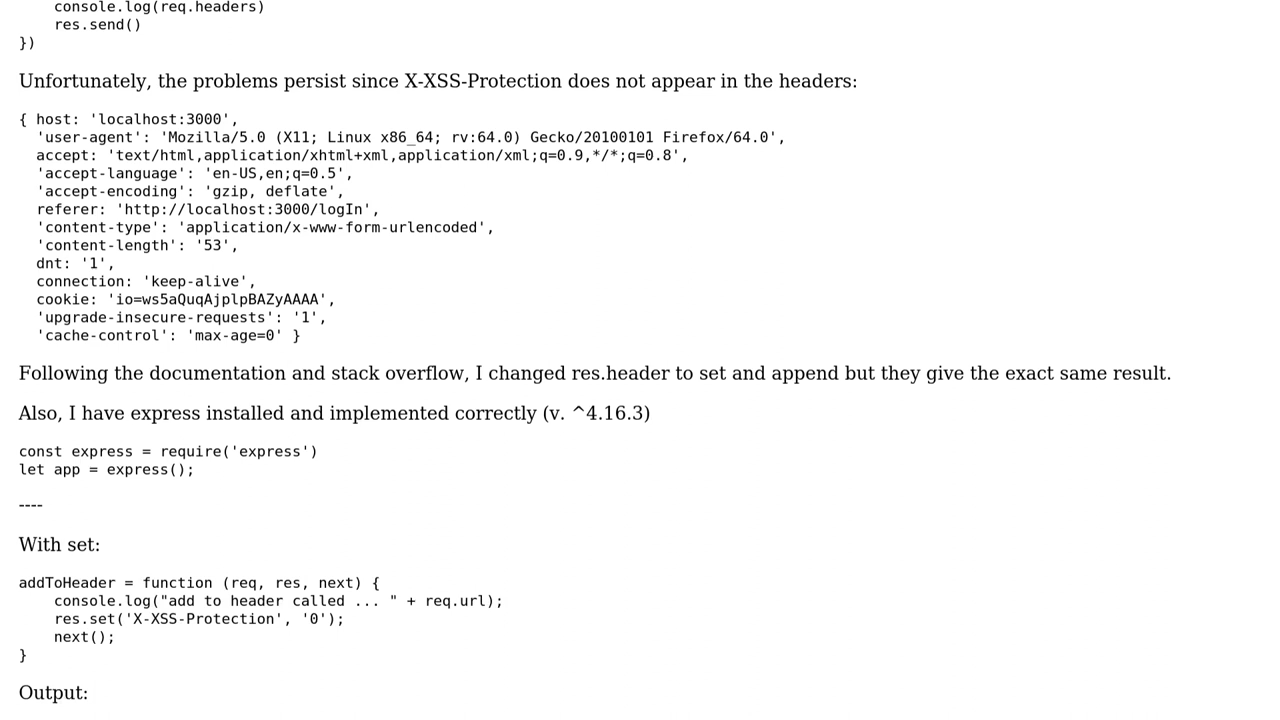 console.log(req.headers)
    res.send()
})
Unfortunately, the problems persist since X-XSS-Protection does not appear in the headers:
{ host: 'localhost:3000',
  'user-agent': 'Mozilla/5.0 (X11; Linux x86_64; rv:64.0) Gecko/20100101 Firefox/64.0',
  accept: 'text/html,application/xhtml+xml,application/xml;q=0.9,*/*;q=0.8',
  'accept-language': 'en-US,en;q=0.5',
  'accept-encoding': 'gzip, deflate',
  referer: 'http://localhost:3000/logIn',
  'content-type': 'application/x-www-form-urlencoded',
  'content-length': '53',
  dnt: '1',
  connection: 'keep-alive',
  cookie: 'io=ws5aQuqAjplpBAZyAAAA',
  'upgrade-insecure-requests': '1',
  'cache-control': 'max-age=0' }
Following the documentation and stack overflow, I changed res.header to set and append but they give the exact same result.
Also, I have express installed and implemented correctly (v. ^4.16.3)
const express = require('express')
let app = express();
----
With set:
addToHeader = function (req, res, next) {
    console.log("add to header called ... " + req.url);
    res.set('X-XSS-Protection', '0');
    next();
}
Output: